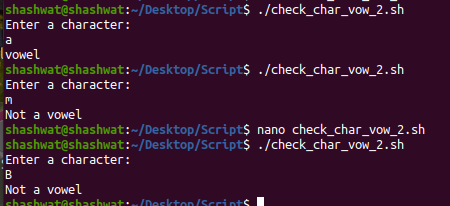 shashwat@shashwat:~/Desktop/Script$ ./check_char_vow_2.sh
Enter a character:
a
vowel
shashwat@shashwat:~/Desktop/Script$ ./check_char_vow_2.sh
Enter a character:
m
Not a vowel
shashwat@shashwat:~/Desktop/Script$ nano check_char_vow_2.sh
shashwat@shashwat:~/Desktop/Script$ ./check_char_vow_2.sh
Enter a character:
B
Not a vowel
shashwat@shashwat:~/Desktop/Script$